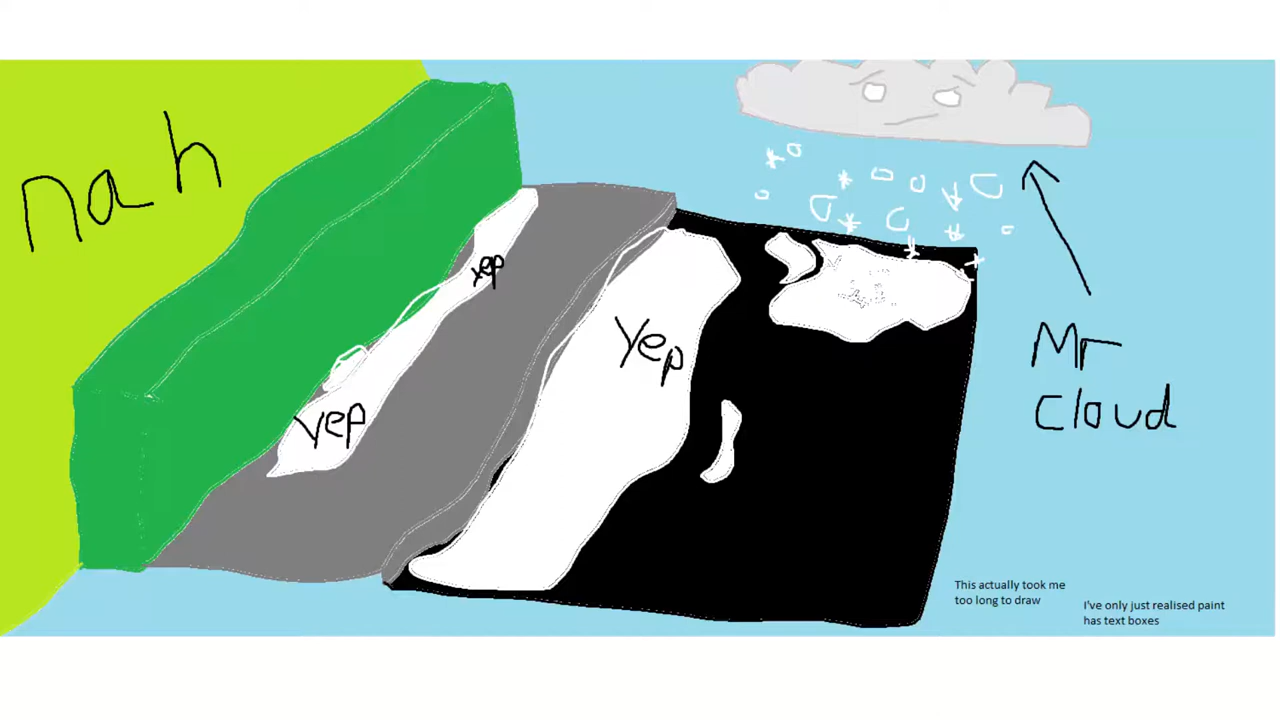 nah
yep
yep
yep
Mr
Cloud
This actually took me
too long to draw
I've only just realised paint
has text boxes